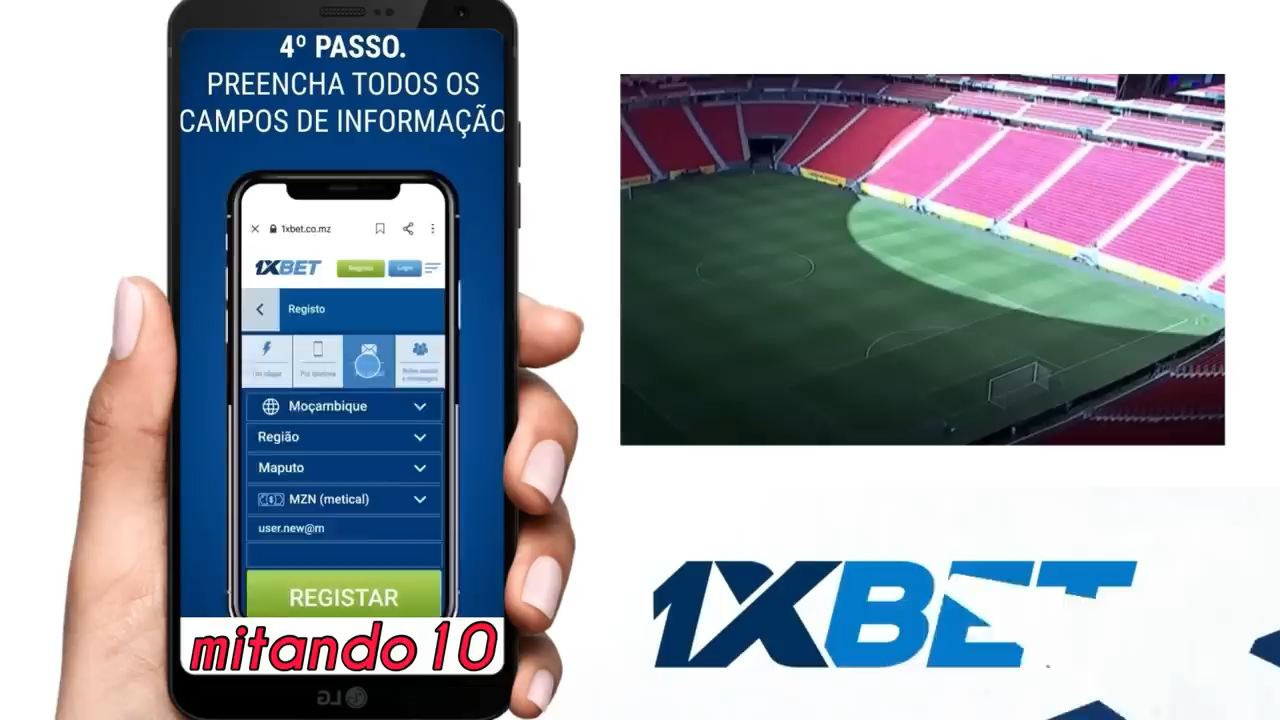 4º PASSO.
PREENCHA TODOS OS
CAMPOS DE INFORMAÇÃO
1xbet.co.mz
1XBET
Registo
Login
Registo
Moçambique
Região
Maputo
MZN (metical)
user.new@m
REGISTAR
mitando 10
LG
1XBET